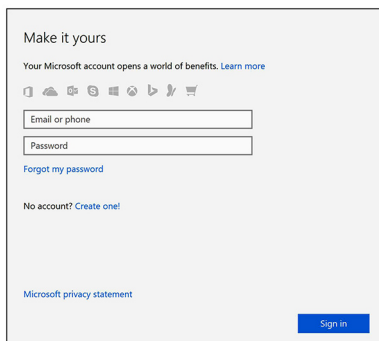 Make it yours
Your Microsoft account opens a world of benefits. Learn more
Email or phone
Password
Forgot my password
No account? Create one!
Microsoft privacy statement
Sign in